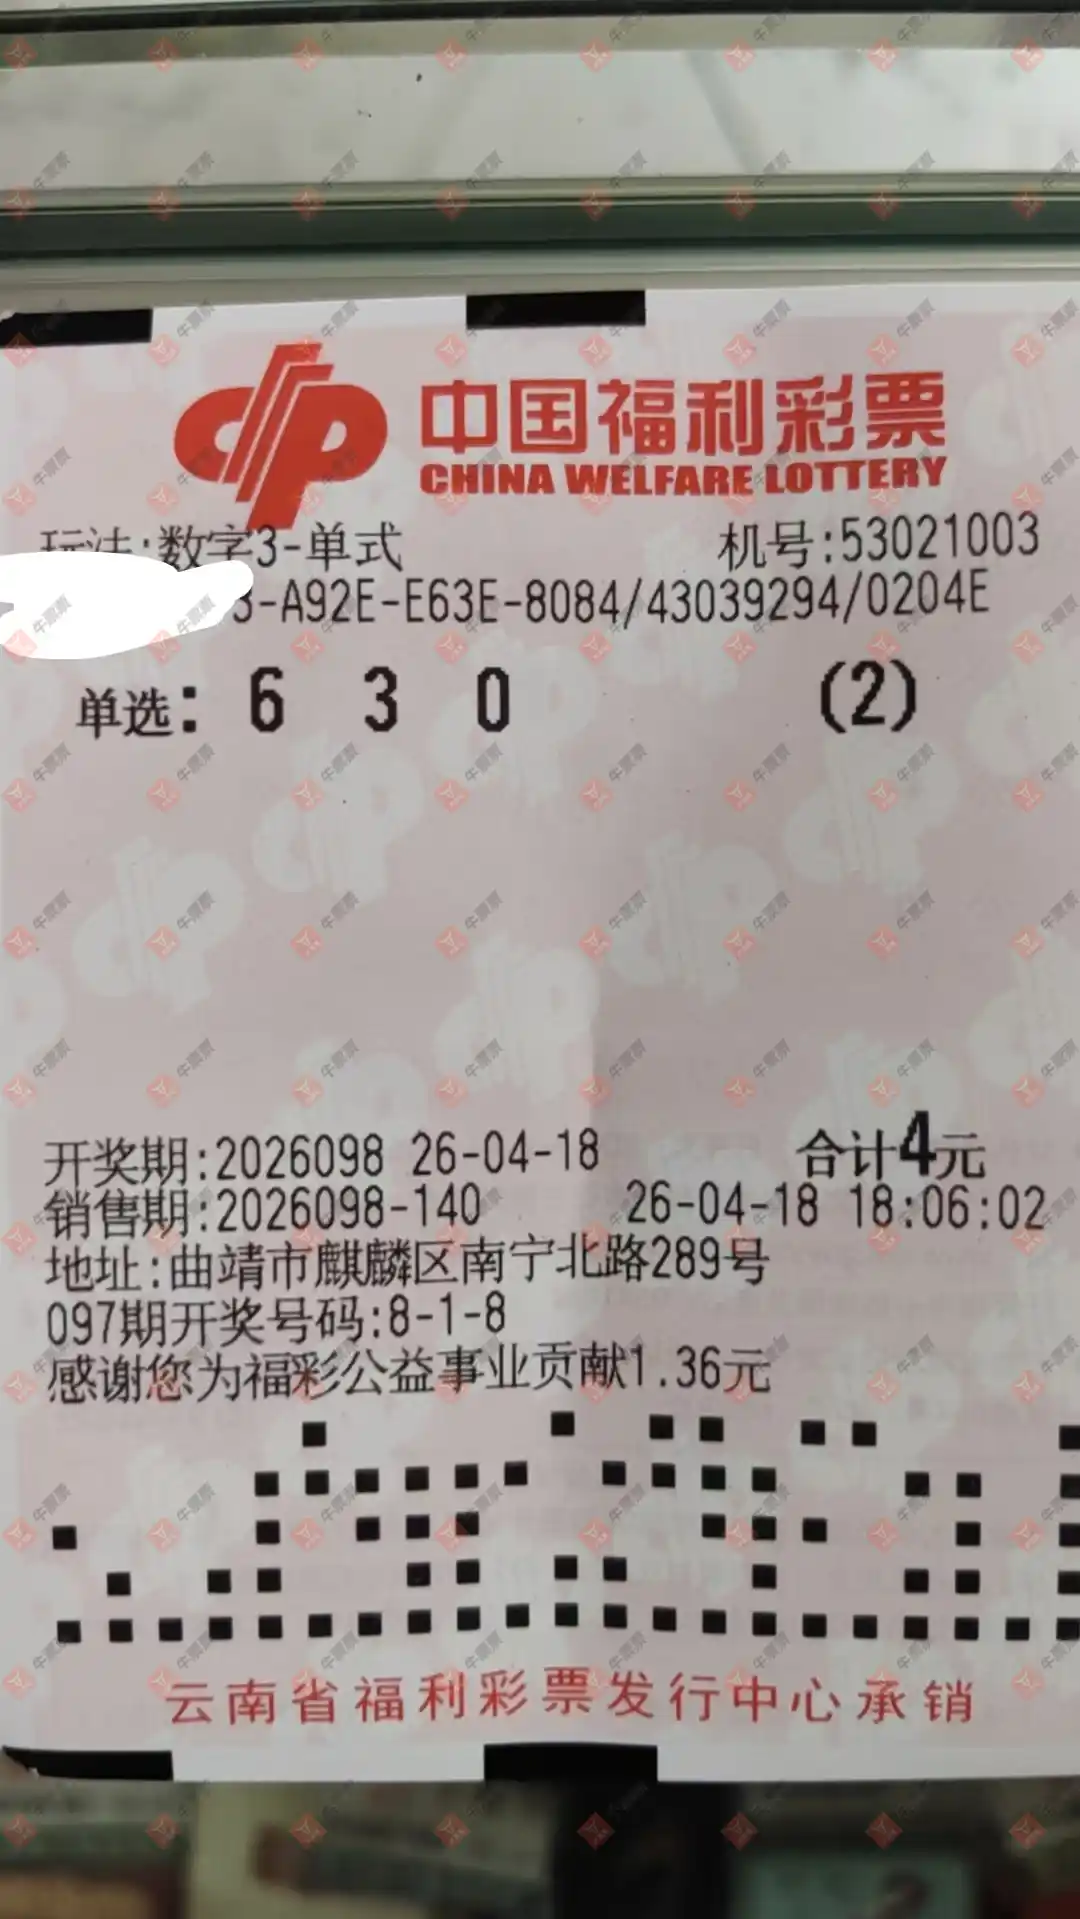 中国福利彩票
CHINA WELFARE LOTTERY
玩法:数字3-单式 机号:53021003
3-A92E-E63E-8084/43039294/0204E
单选: 6 3 0 (2)
开奖期:2026098 26-04-18 合计4元
销售期:2026098-140 26-04-18 18:06:02
地址:曲靖市麒麟区南宁北路289号
097期开奖号码:8-1-8
感谢您为福彩公益事业贡献1.36元
云南省福利彩票发行中心承销
牛票票